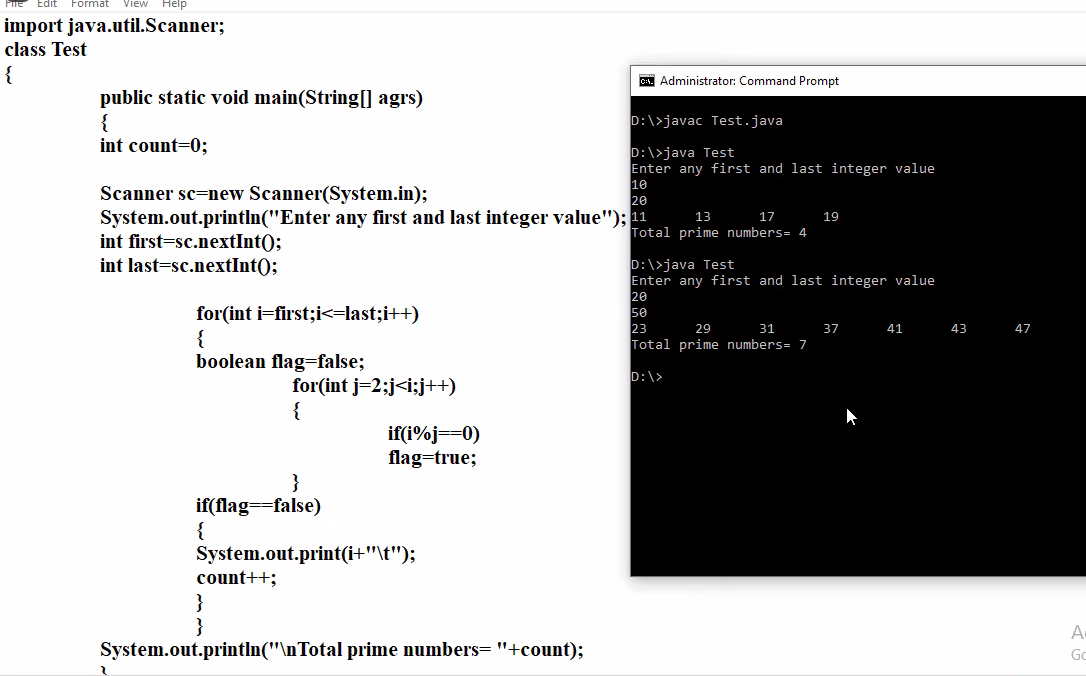 File Edit Format View Help
import java.util.Scanner;
class Test
{
public static void main(String[] agrs)
{
int count=0;
Scanner sc=new Scanner(System.in);
System.out.println("Enter any first and last integer value");
int first=sc.nextInt();
int last=sc.nextInt();
for(int i=first;i<=last;i++)
{
boolean flag=false;
for(int j=2;j<i;j++)
{
if(i%j==0)
flag=true;
}
if(flag==false)
{
System.out.print(i+"\t");
count++;
}
}
System.out.println("\nTotal prime numbers= "+count);
}
Administrator: Command Prompt
D:\>javac Test.java
D:\>java Test
Enter any first and last integer value
10
20
11 13 17 19
Total prime numbers= 4
D:\>java Test
Enter any first and last integer value
20
50
23 29 31 37 41 43 47
Total prime numbers= 7
D:\>